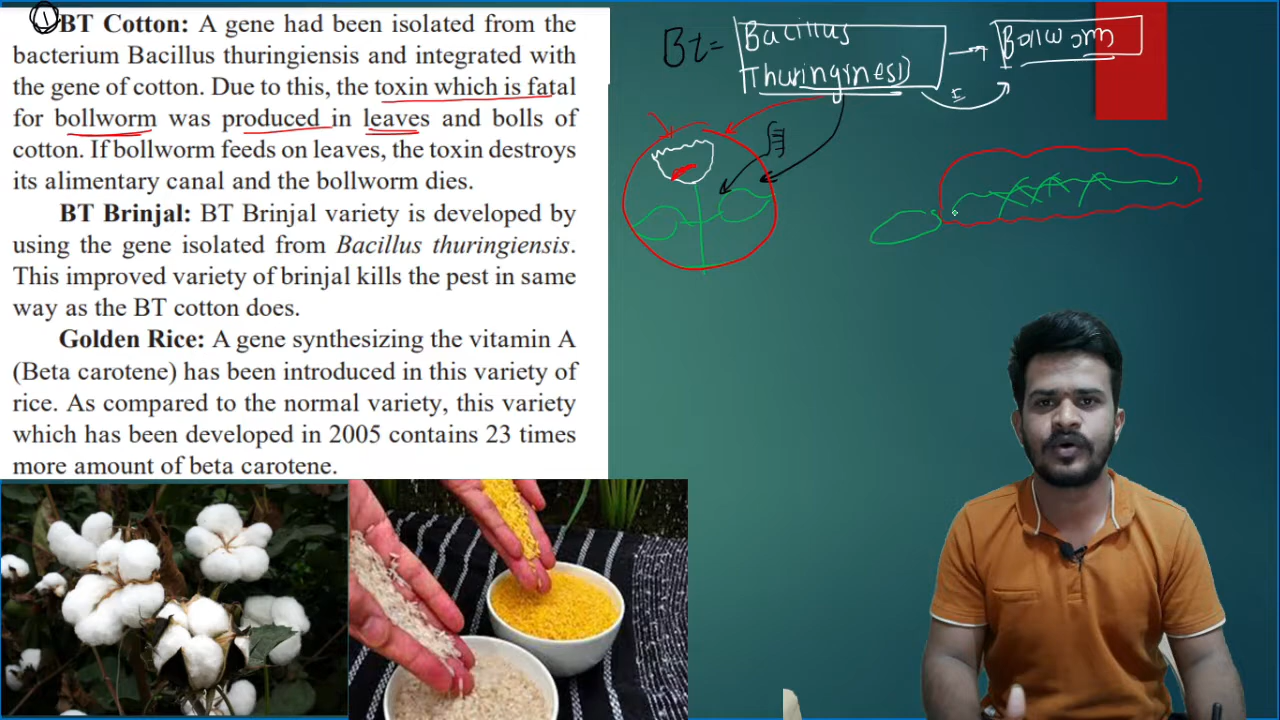 ① BT Cotton: A gene had been isolated from the
bacterium Bacillus thuringiensis and integrated with
the gene of cotton. Due to this, the toxin which is fatal
for bollworm was produced in leaves and bolls of
cotton. If bollworm feeds on leaves, the toxin destroys
its alimentary canal and the bollworm dies.
BT Brinjal: BT Brinjal variety is developed by
using the gene isolated from Bacillus thuringiensis.
This improved variety of brinjal kills the pest in same
way as the BT cotton does.
Golden Rice: A gene synthesizing the vitamin A
(Beta carotene) has been introduced in this variety of
rice. As compared to the normal variety, this variety
which has been developed in 2005 contains 23 times
more amount of beta carotene.
Bt= Bacillus
Bollworm